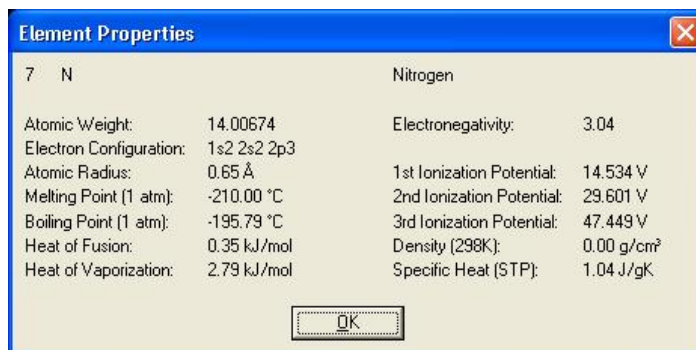 Element Properties
7 N Nitrogen
Atomic Weight: 14.00674 Electronegativity: 3.04
Electron Configuration: 1s2 2s2 2p3
Atomic Radius: 0.65 Å 1st Ionization Potential: 14.534 V
Melting Point (1 atm): -210.00 °C 2nd Ionization Potential: 29.601 V
Boiling Point (1 atm): -195.79 °C 3rd Ionization Potential: 47.449 V
Heat of Fusion: 0.35 kJ/mol Density (298K): 0.00 g/cm³
Heat of Vaporization: 2.79 kJ/mol Specific Heat (STP): 1.04 J/gK
OK